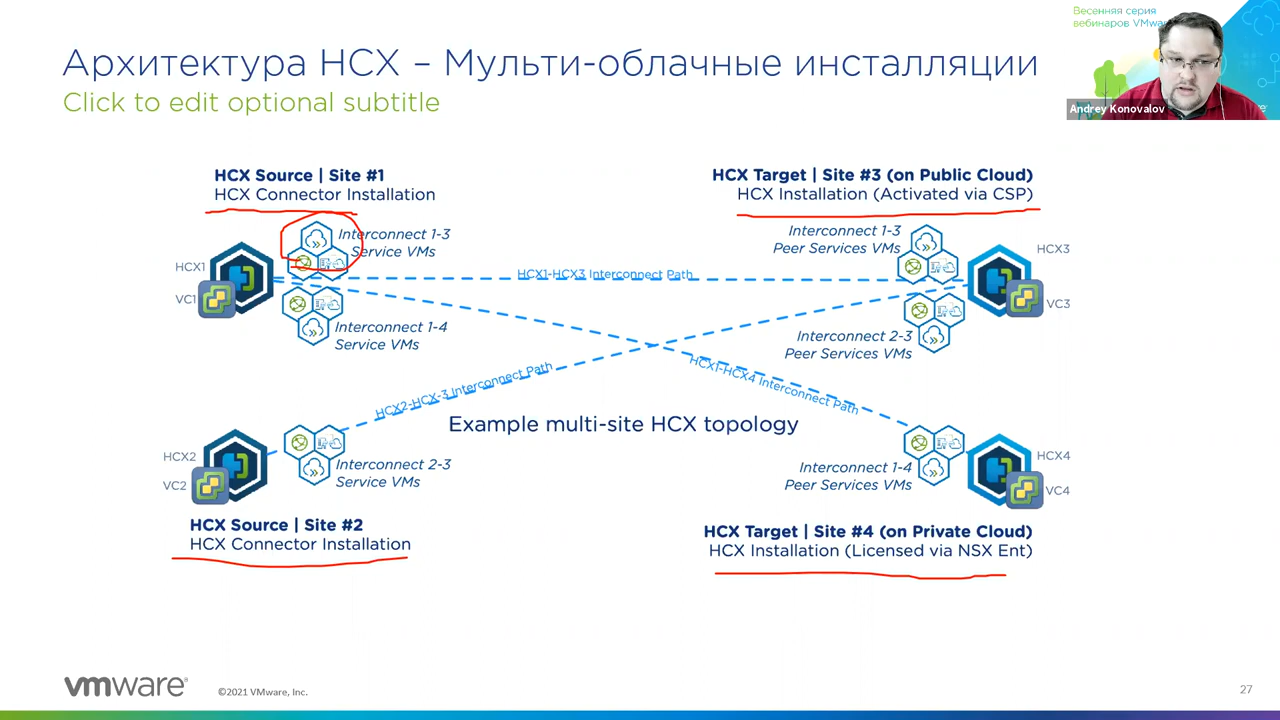 Весенняя серия
вебинаров VMware
Архитектура HCX – Мульти-облачные инсталляции
Click to edit optional subtitle
Andrey Konovalov
HCX Source | Site #1
HCX Connector Installation
HCX Target | Site #3 (on Public Cloud)
HCX Installation (Activated via CSP)
Interconnect 1-3
Service VMs
Interconnect 1-3
Peer Services VMs
HCX1
VC1
HCX1-HCX3 Interconnect Path
HCX3
VC3
Interconnect 1-4
Service VMs
Interconnect 2-3
Peer Services VMs
HCX2-HCX-3 Interconnect Path
HCX1-HCX4 Interconnect Path
Example multi-site HCX topology
HCX2
VC2
Interconnect 2-3
Service VMs
Interconnect 1-4
Peer Services VMs
HCX4
VC4
HCX Source | Site #2
HCX Connector Installation
HCX Target | Site #4 (on Private Cloud)
HCX Installation (Licensed via NSX Ent)
vmware®
©2021 VMware, Inc.
27